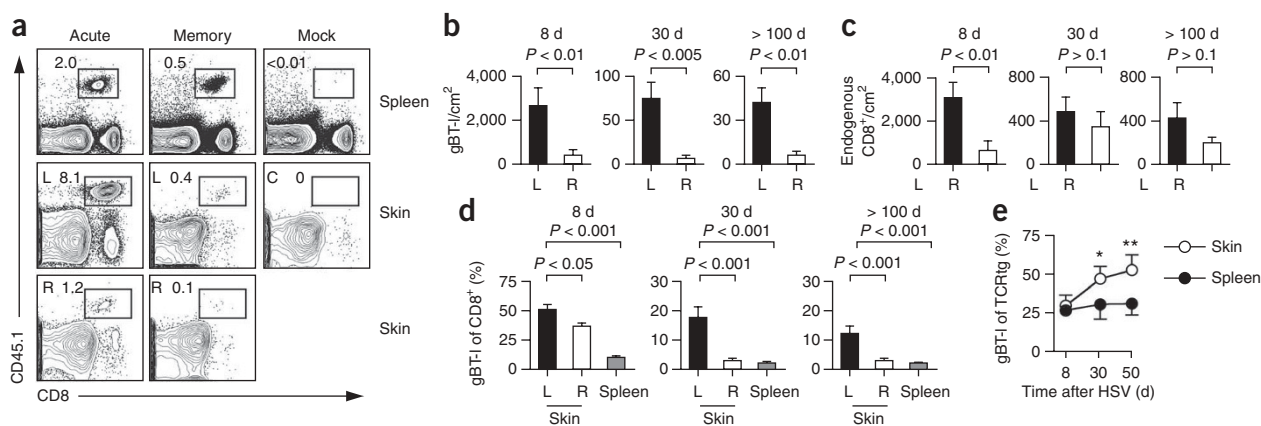 a
Acute Memory Mock
2.0 0.5 <0.01
Spleen
L 8.1 L 0.4 C 0
Skin
R 1.2 R 0.1
Skin
CD45.1
CD8
b
8 d 30 d > 100 d
P < 0.01 P < 0.005 P < 0.01
gBT-I/cm2
4,000 2,000 0
100 50 0
60 30 0
L R L R L R
c
8 d 30 d > 100 d
P < 0.01 P > 0.1 P > 0.1
Endogenous
CD8+/cm2
4,000 2,000 0
800 400 0
800 400 0
L R L R L R
d
8 d 30 d > 100 d
P < 0.001 P < 0.001 P < 0.001
P < 0.05 P < 0.001 P < 0.001
gBT-I of CD8+ (%)
75 50 25 0
30 20 10 0
30 20 10 0
L R Spleen L R Spleen L R Spleen
Skin Skin Skin
e
gBT-I of TCRtg (%)
75
50
25
0
* **
Skin
Spleen
8 30 50
Time after HSV (d)